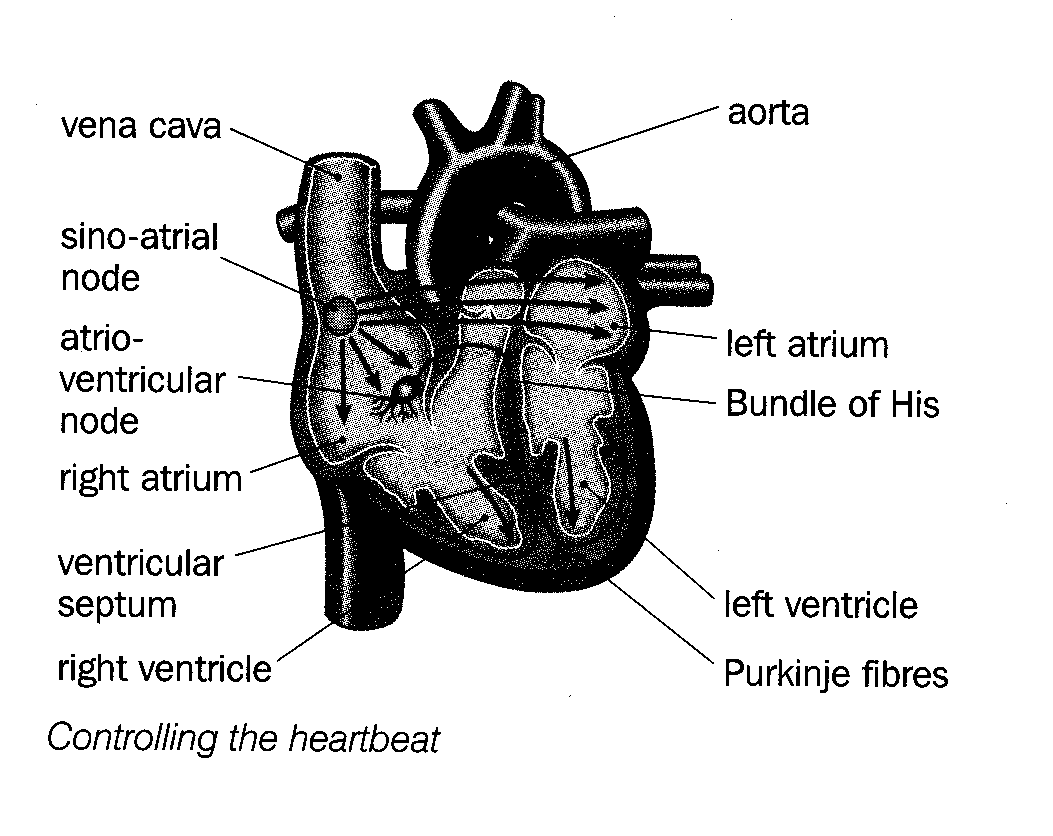 vena cava
sino-atrial
node
atrio-
ventricular
node
right atrium
ventricular
septum
right ventricle
aorta
left atrium
Bundle of His
left ventricle
Purkinje fibres
Controlling the heartbeat